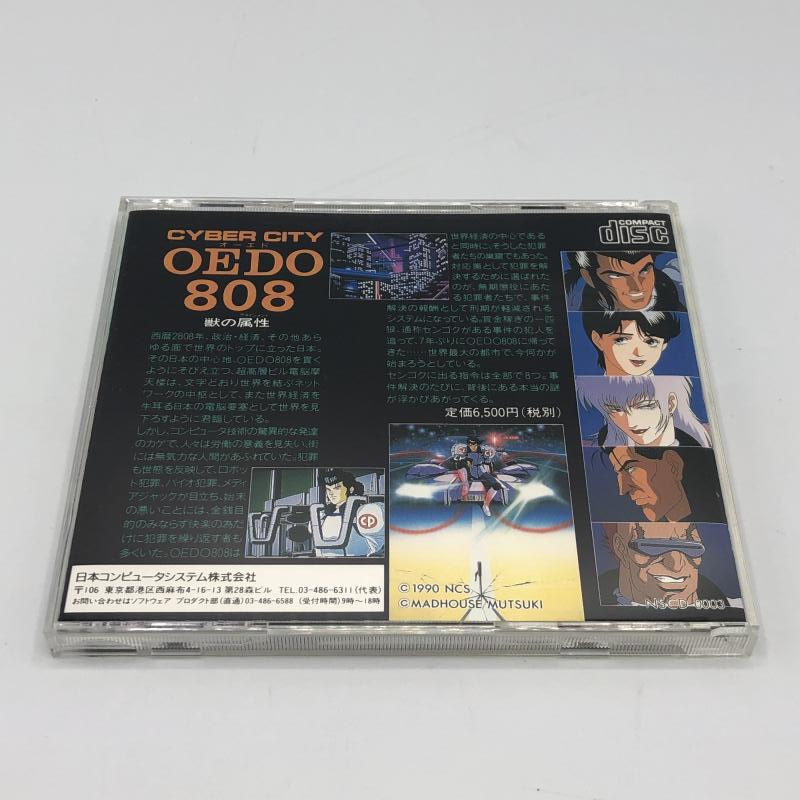 CYBER CITY
オーエド
OEDO
808
獣の属性
西暦2808年、政治・経済、その他あら
ゆる面で世界のトップに立った日本。
その日本の中心地、OEDO808を貫く
ようにそびえ立つ、超高層ビル電脳摩
天楼は、文字どおり世界を結ぶネット
ワークの中枢として、また世界経済を
牛耳る日本の電脳要塞として世界を見
下ろすように君臨している。
しかし、コンピュータ技術の驚異的な発達
のカゲで、人々は労働の意義を見失い、街
には無気力な人間があふれていた。犯罪
も世態を反映して、ロボッ
ト犯罪、バイオ犯罪、メディ
アジャックが目立ち、始末
の悪いことには、金銭目
的のみならず快楽のみだ
けに犯罪を繰り返す者も
多くいた。OEDO808は
世界経済の中心である
と同時に、そうした犯罪
者たちの巣窟でもあった。
対応策として犯罪を解
決するために選ばれた
のが、無期懲役にあた
る犯罪者たちで、事件
解決の報酬として刑期が軽減される
システムになっている。賞金稼ぎの一匹
狼、通称センゴクがある事件の犯人を
追って、7年ぶりにOEDO808に帰って
きた……世界最大の都市で、今何かが
始まろうとしている。
センゴクに出る指令は全部で8つ。事
件解決のたびに、背後にある本当の謎
が浮かびあがってくる。
定価6,500円(税別)
COMPACT
disc
CP
日本コンピュータシステム株式会社
〒106 東京都港区西麻布4-16-13 第28森ビル TEL.03-486-6311(代表)
お問い合わせはソフトウェア プロダクト部(直通)03-486-6588 (受付時間)9時〜18時
©1990 NCS
©MADHOUSE/MUTSUKI
NSCD-0003